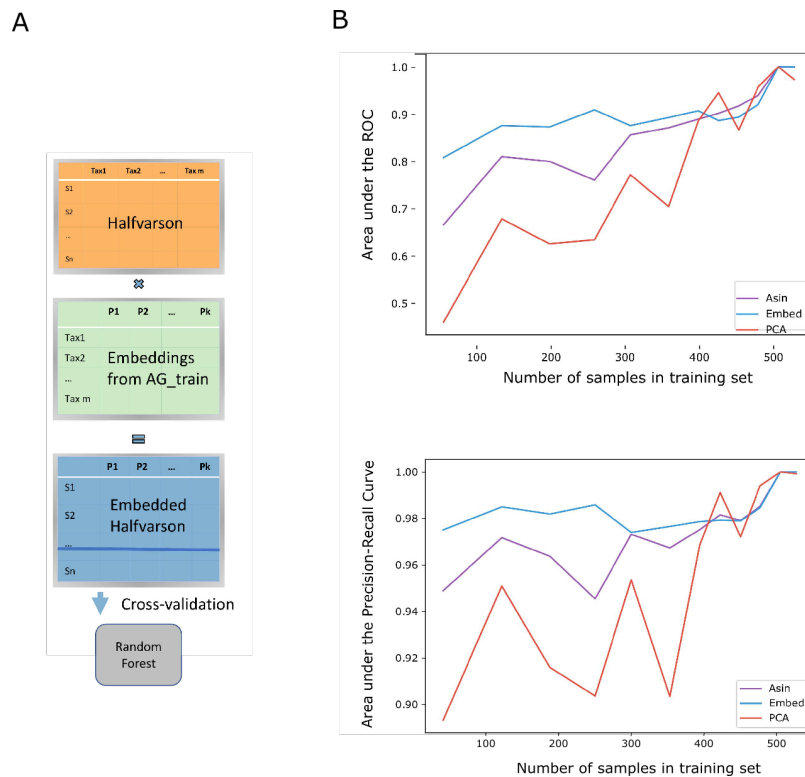 A
Tax1 Tax2 ... Tax m
S1
S2
...
Sn
Halfvarson
P1 P2 ... Pk
Tax1
Tax2
...
Tax m
Embeddings
from AG_train
P1 P2 ... Pk
S1
S2
...
Sn
Embedded
Halfvarson
Cross-validation
Random
Forest
B
Area under the ROC
1.0
0.9
0.8
0.7
0.6
0.5
Asin
Embed
PCA
100 200 300 400 500
Number of samples in training set
Area under the Precision-Recall Curve
1.00
0.98
0.96
0.94
0.92
0.90
Asin
Embed
PCA
100 200 300 400 500
Number of samples in training set